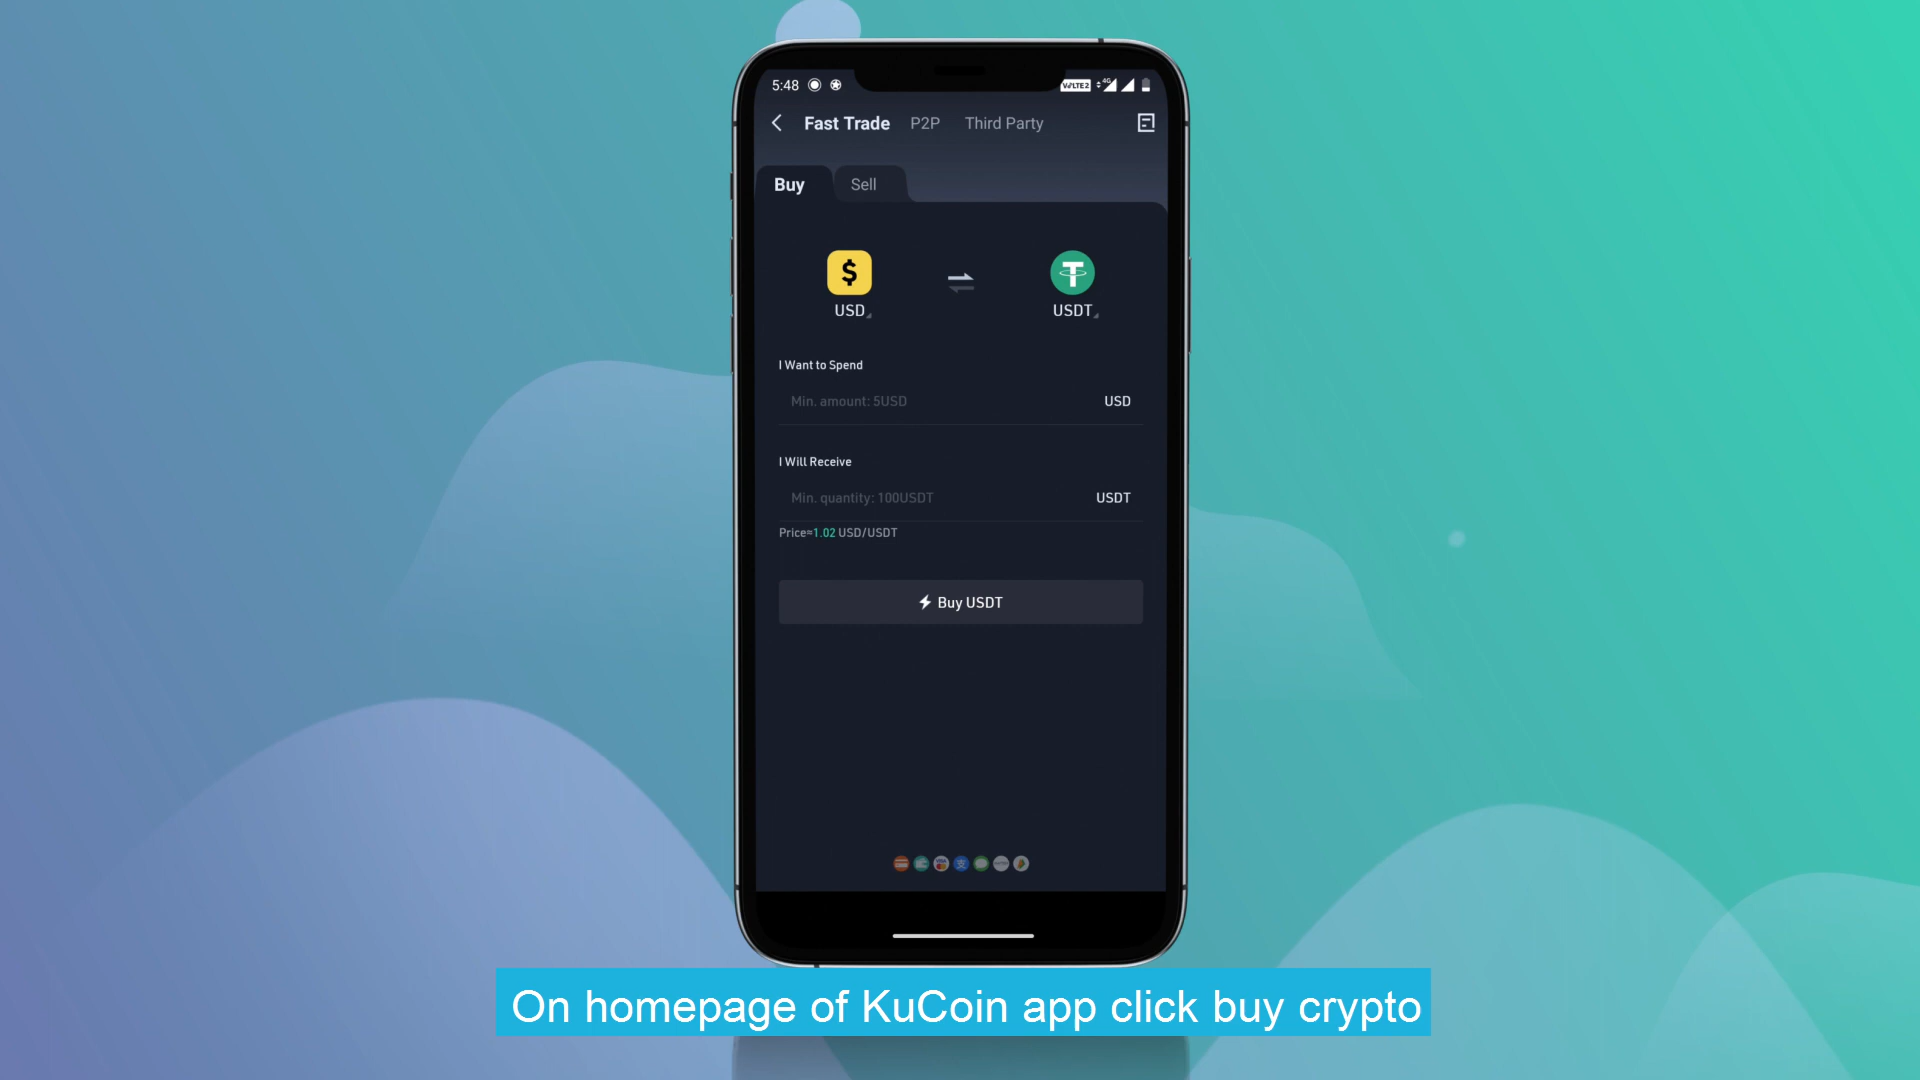 5:48
VoLTE2 4G
Fast Trade P2P Third Party
Buy Sell
$
USD USDT
I Want to Spend
Min. amount: 5USD USD
I Will Receive
Min. quantity: 100USDT USDT
Price≈1.02 USD/USDT
Buy USDT
On homepage of KuCoin app click buy crypto